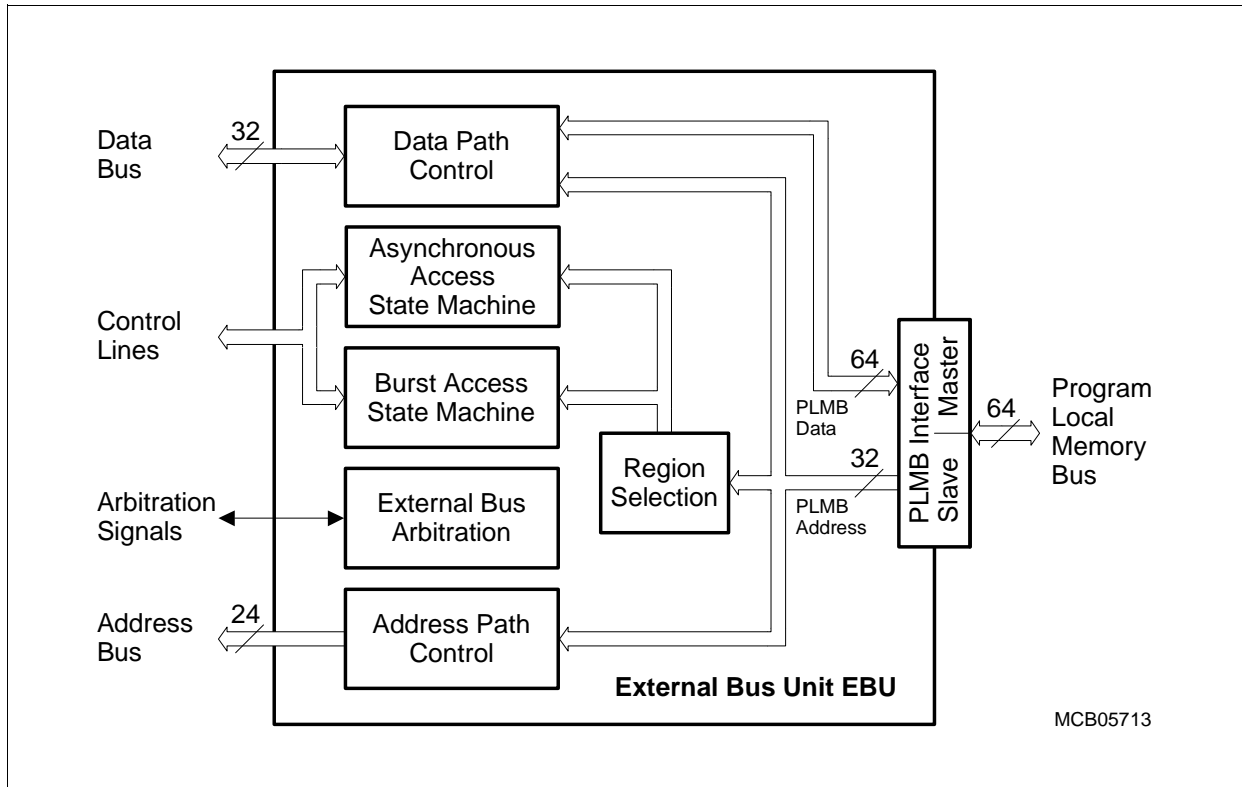 Data
Bus
32
Data Path
Control
Asynchronous
Access
State Machine
Control
Lines
Burst Access
State Machine
Region
Selection
64
PLMB
Data
32
PLMB
Address
PLMB Interface
Slave Master
64
Program
Local
Memory
Bus
Arbitration
Signals
External Bus
Arbitration
Address
Bus
24
Address Path
Control
External Bus Unit EBU
MCB05713